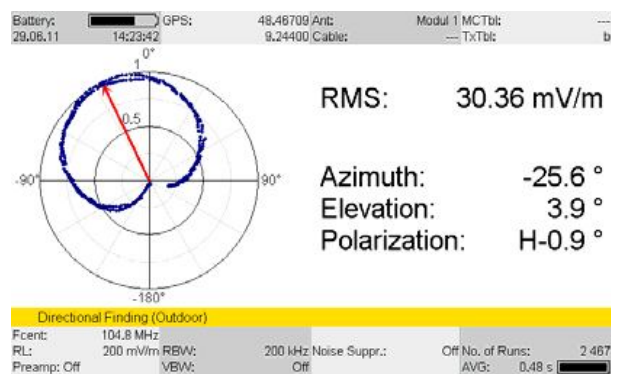 Battery: GPS: 48.46709 Ant: Modul 1 MCTbl: ---
29.06.11 14:23:42 9.24400 Cable: --- TxTbl: b
0°
1
0.5
-90° 90°
-180°
RMS: 30.36 mV/m
Azimuth: -25.6 °
Elevation: 3.9 °
Polarization: H-0.9 °
Directional Finding (Outdoor)
Fcent: 104.8 MHz
RL: 200 mV/m RBW: 200 kHz Noise Suppr.: Off No. of Runs: 2 467
Preamp: Off VBW: Off AVG: 0.48 s